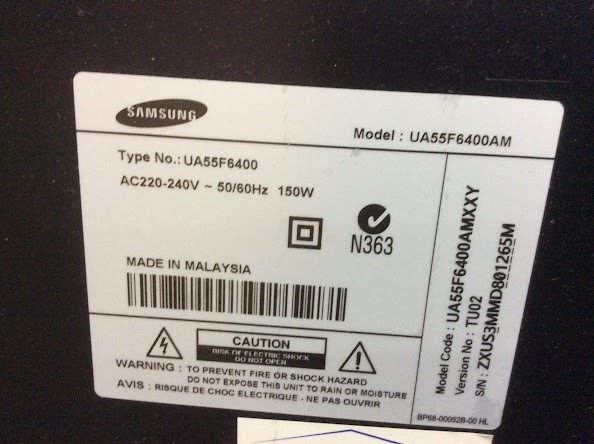 SAMSUNG
Model : UA55F6400AM
Type No.:UA55F6400
AC220-240V ~ 50/60Hz 150W
N363
MADE IN MALAYSIA
CAUTION
RISK OF ELECTRIC SHOCK
DO NOT OPEN
WARNING : TO PREVENT FIRE OR SHOCK HAZARD
DO NOT EXPOSE THIS UNIT TO RAIN OR MOISTURE
AVIS : RISQUE DE CHOC ELECTRIQUE - NE PAS OUVRIR
Model Code : UA55F6400AMXXY
Version No : TU02
S/N : ZXUS3MMD801265M
BP68-00052B-00 HL